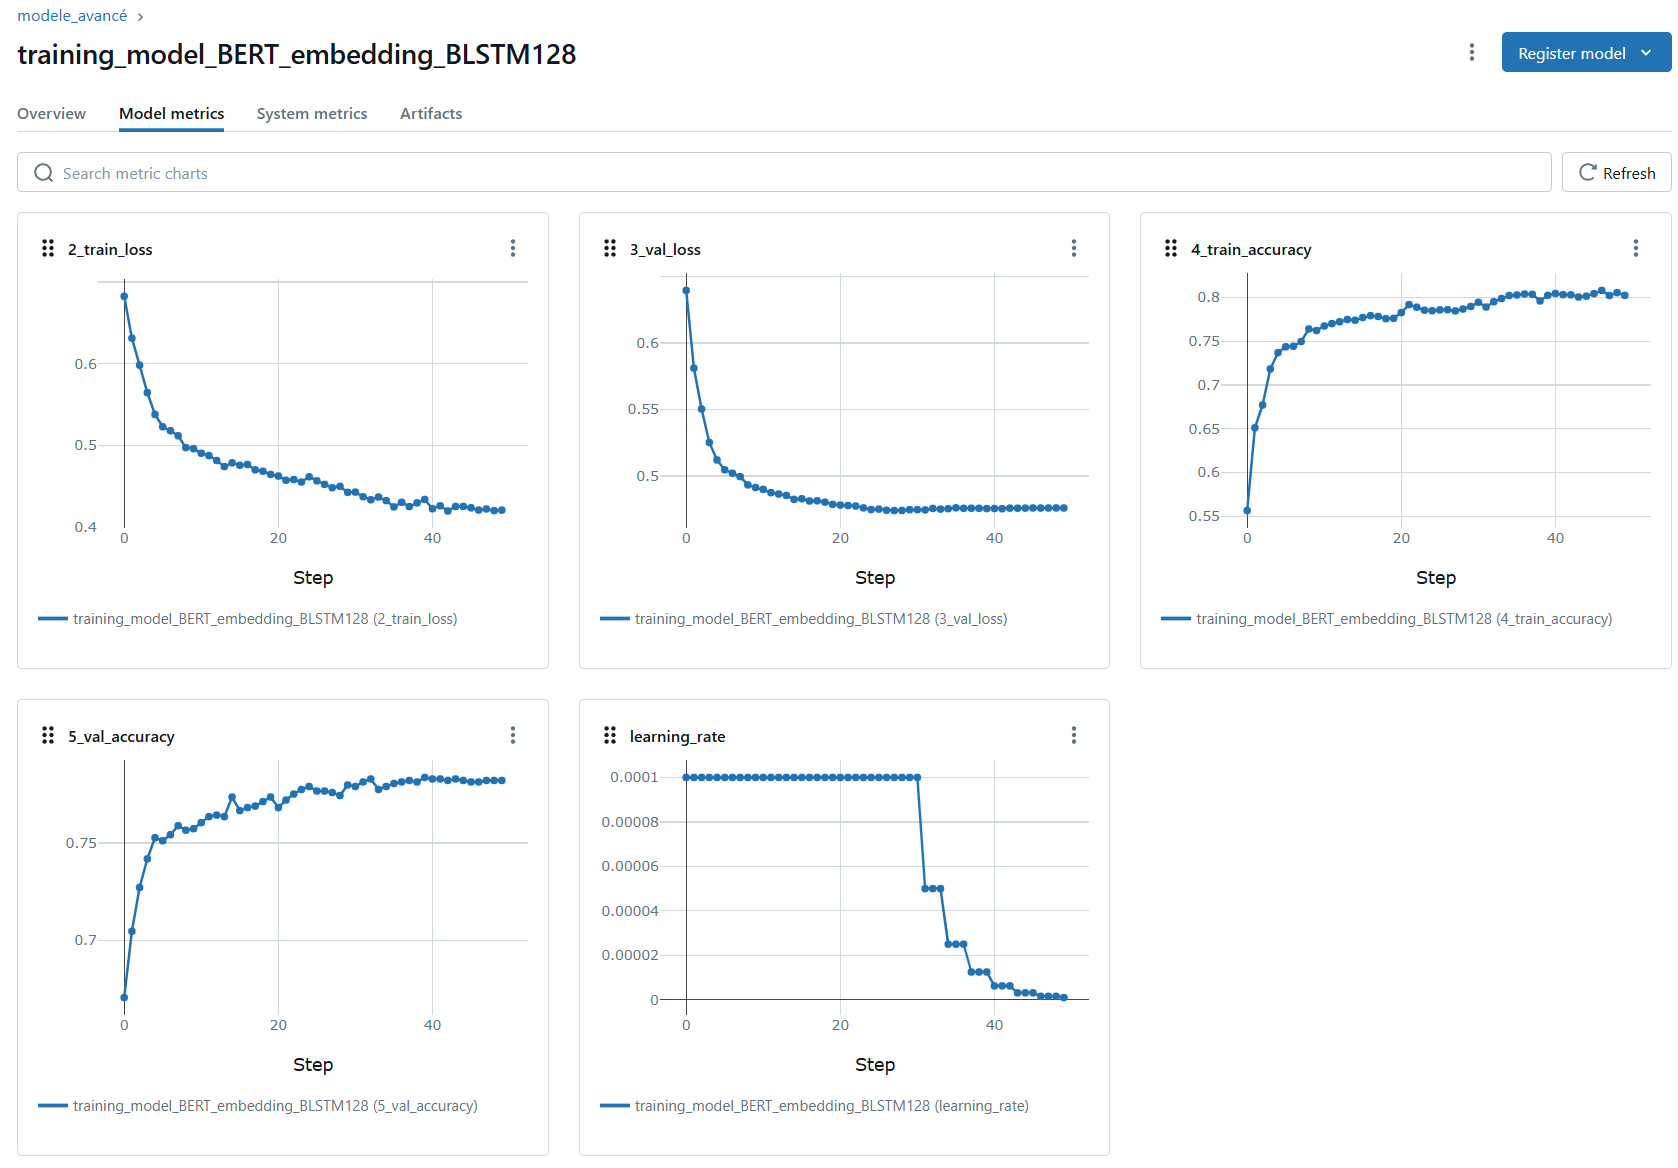 modele_avancé
training_model_BERT_embedding_BLSTM128
Register model
Overview Model metrics System metrics Artifacts
Search metric charts
Refresh
2_train_loss
0.6
0.5
0.4
0 20 40
Step
training_model_BERT_embedding_BLSTM128 (2_train_loss)
3_val_loss
0.6
0.55
0.5
0 20 40
Step
training_model_BERT_embedding_BLSTM128 (3_val_loss)
4_train_accuracy
0.8
0.75
0.7
0.65
0.6
0.55
0 20 40
Step
training_model_BERT_embedding_BLSTM128 (4_train_accuracy)
5_val_accuracy
0.75
0.7
0 20 40
Step
training_model_BERT_embedding_BLSTM128 (5_val_accuracy)
learning_rate
0.0001
0.00008
0.00006
0.00004
0.00002
0
0 20 40
Step
training_model_BERT_embedding_BLSTM128 (learning_rate)